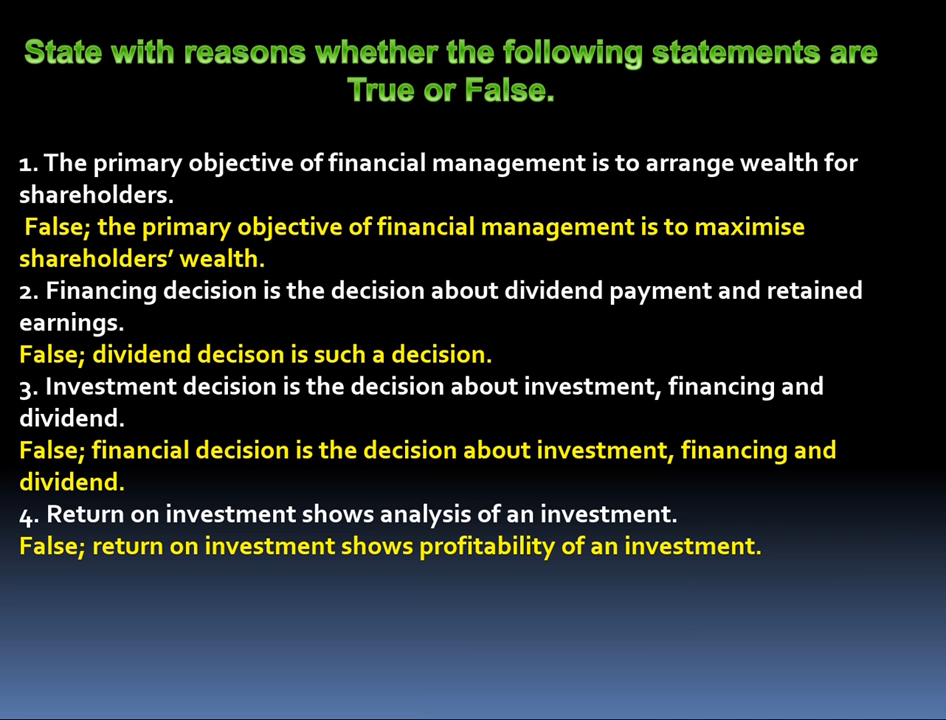 State with reasons whether the following statements are
True or False.
1. The primary objective of financial management is to arrange wealth for
shareholders.
False; the primary objective of financial management is to maximise
shareholders’ wealth.
2. Financing decision is the decision about dividend payment and retained
earnings.
False; dividend decison is such a decision.
3. Investment decision is the decision about investment, financing and
dividend.
False; financial decision is the decision about investment, financing and
dividend.
4. Return on investment shows analysis of an investment.
False; return on investment shows profitability of an investment.